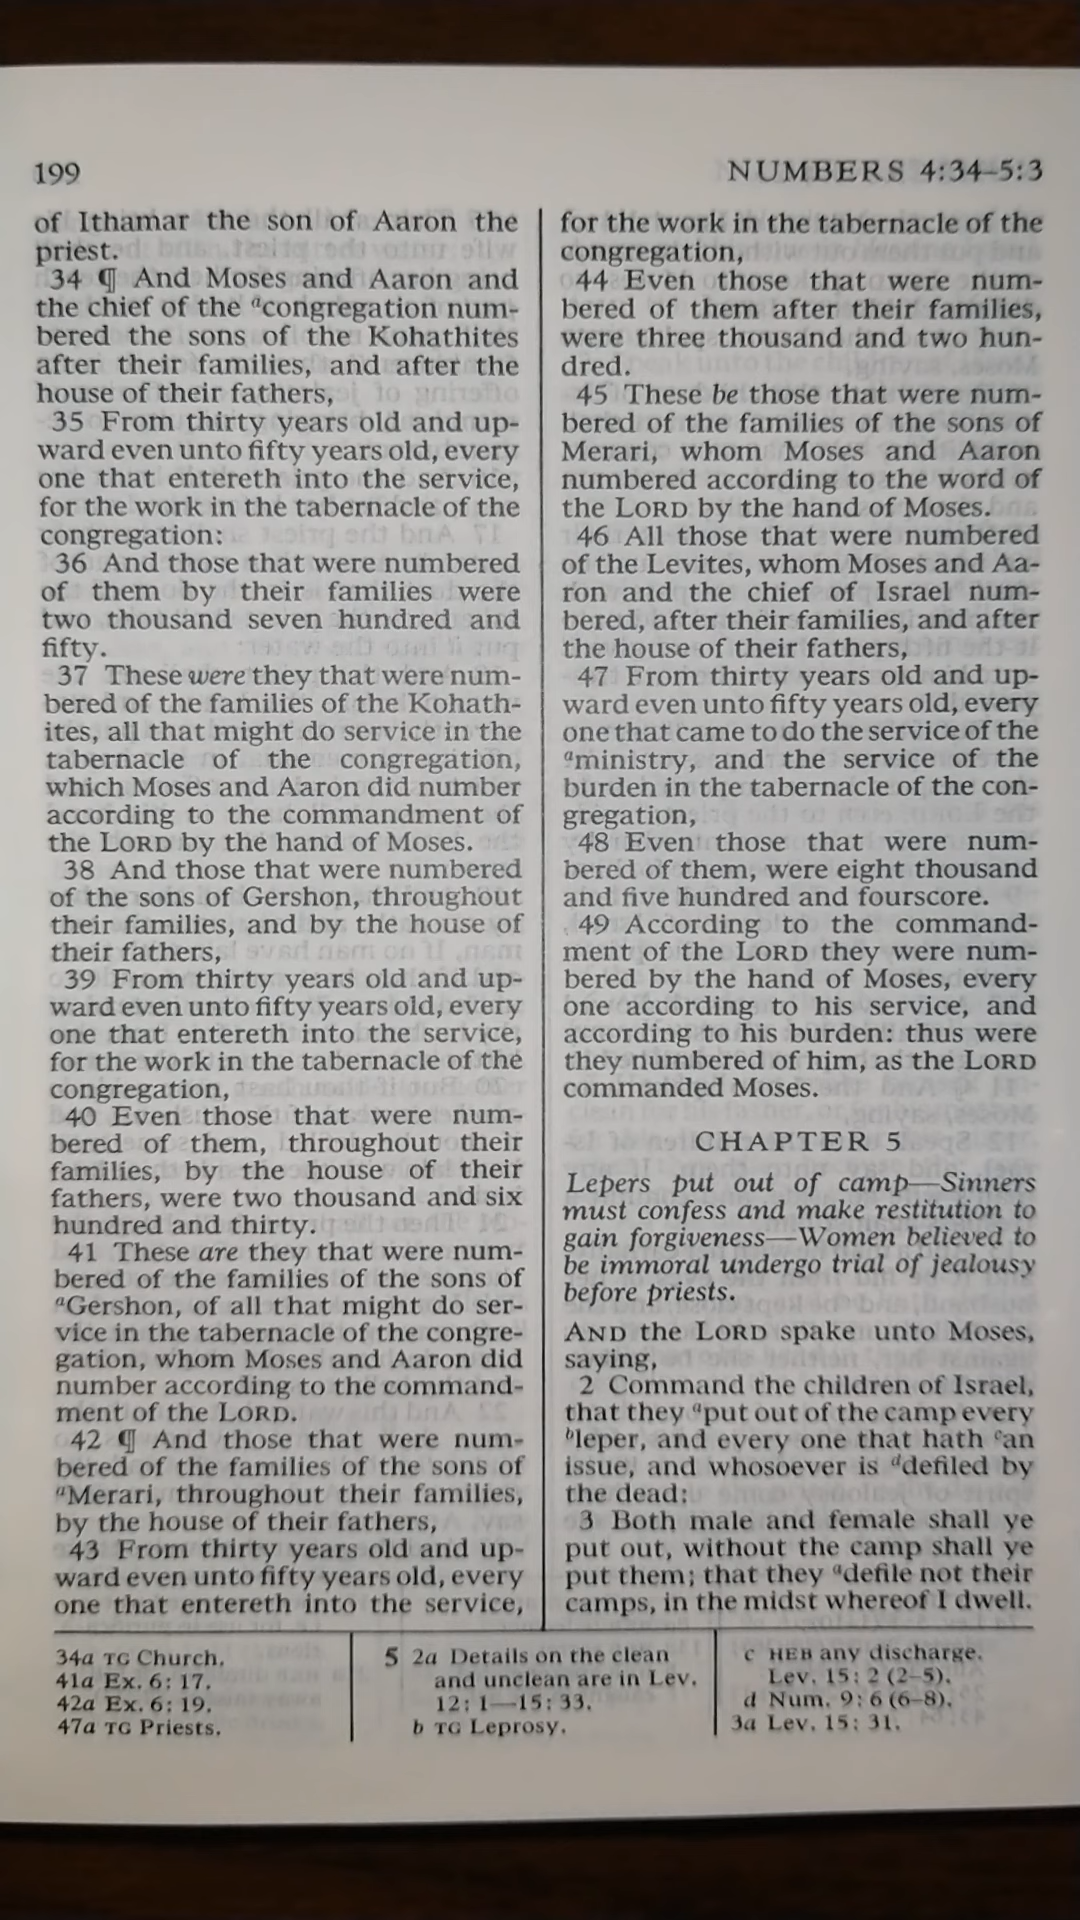 199
NUMBERS 4:34–5:3
of Ithamar the son of Aaron the
priest.
34 ¶ And Moses and Aaron and
the chief of the ᵃcongregation num-
bered the sons of the Kohathites
after their families, and after the
house of their fathers,
35 From thirty years old and up-
ward even unto fifty years old, every
one that entereth into the service,
for the work in the tabernacle of the
congregation:
36 And those that were numbered
of them by their families were
two thousand seven hundred and
fifty.
37 These were they that were num-
bered of the families of the Kohath-
ites, all that might do service in the
tabernacle of the congregation,
which Moses and Aaron did number
according to the commandment of
the LORD by the hand of Moses.
38 And those that were numbered
of the sons of Gershon, throughout
their families, and by the house of
their fathers,
39 From thirty years old and up-
ward even unto fifty years old, every
one that entereth into the service,
for the work in the tabernacle of the
congregation,
40 Even those that were num-
bered of them, throughout their
families, by the house of their
fathers, were two thousand and six
hundred and thirty.
41 These are they that were num-
bered of the families of the sons of
ᵃGershon, of all that might do ser-
vice in the tabernacle of the congre-
gation, whom Moses and Aaron did
number according to the command-
ment of the LORD.
42 ¶ And those that were num-
bered of the families of the sons of
ᵃMerari, throughout their families,
by the house of their fathers,
43 From thirty years old and up-
ward even unto fifty years old, every
one that entereth into the service,
for the work in the tabernacle of the
congregation,
44 Even those that were num-
bered of them after their families,
were three thousand and two hun-
dred.
45 These be those that were num-
bered of the families of the sons of
Merari, whom Moses and Aaron
numbered according to the word of
the LORD by the hand of Moses.
46 All those that were numbered
of the Levites, whom Moses and Aa-
ron and the chief of Israel num-
bered, after their families, and after
the house of their fathers,
47 From thirty years old and up-
ward even unto fifty years old, every
one that came to do the service of the
ᵃministry, and the service of the
burden in the tabernacle of the con-
gregation,
48 Even those that were num-
bered of them, were eight thousand
and five hundred and fourscore.
49 According to the command-
ment of the LORD they were num-
bered by the hand of Moses, every
one according to his service, and
according to his burden: thus were
they numbered of him, as the LORD
commanded Moses.
CHAPTER 5
Lepers put out of camp—Sinners
must confess and make restitution to
gain forgiveness—Women believed to
be immoral undergo trial of jealousy
before priests.
AND the LORD spake unto Moses,
saying,
2 Command the children of Israel,
that they ᵃput out of the camp every
ᵇleper, and every one that hath ᶜan
issue, and whosoever is ᵈdefiled by
the dead:
3 Both male and female shall ye
put out, without the camp shall ye
put them; that they ᵃdefile not their
camps, in the midst whereof I dwell.
34a TG Church.
41a Ex. 6: 17.
42a Ex. 6: 19.
47a TG Priests.
5 2a Details on the clean
and unclean are in Lev.
12: 1—15: 33.
b TG Leprosy.
c HEB any discharge.
Lev. 15: 2 (2–5).
d Num. 9: 6 (6–8).
3a Lev. 15: 31.